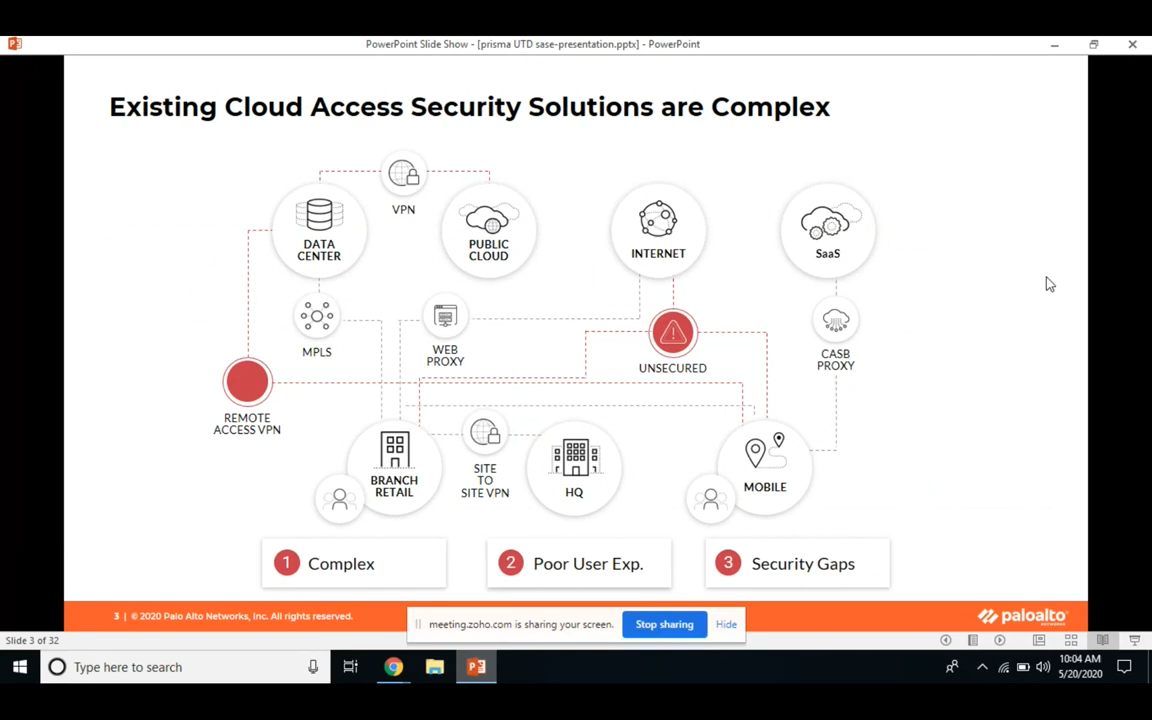 PowerPoint Slide Show - [prisma UTD sase-presentation.pptx] - PowerPoint
Existing Cloud Access Security Solutions are Complex
VPN
DATA
CENTER
PUBLIC
CLOUD
INTERNET
SaaS
MPLS
WEB
PROXY
UNSECURED
CASB
PROXY
REMOTE
ACCESS VPN
BRANCH
RETAIL
SITE
TO
SITE VPN
HQ
MOBILE
1 Complex
2 Poor User Exp.
3 Security Gaps
3 | © 2020 Palo Alto Networks, Inc. All rights reserved.
paloalto
NETWORKS
meeting.zoho.com is sharing your screen. Stop sharing Hide
Slide 3 of 32
Type here to search
10:04 AM
5/20/2020